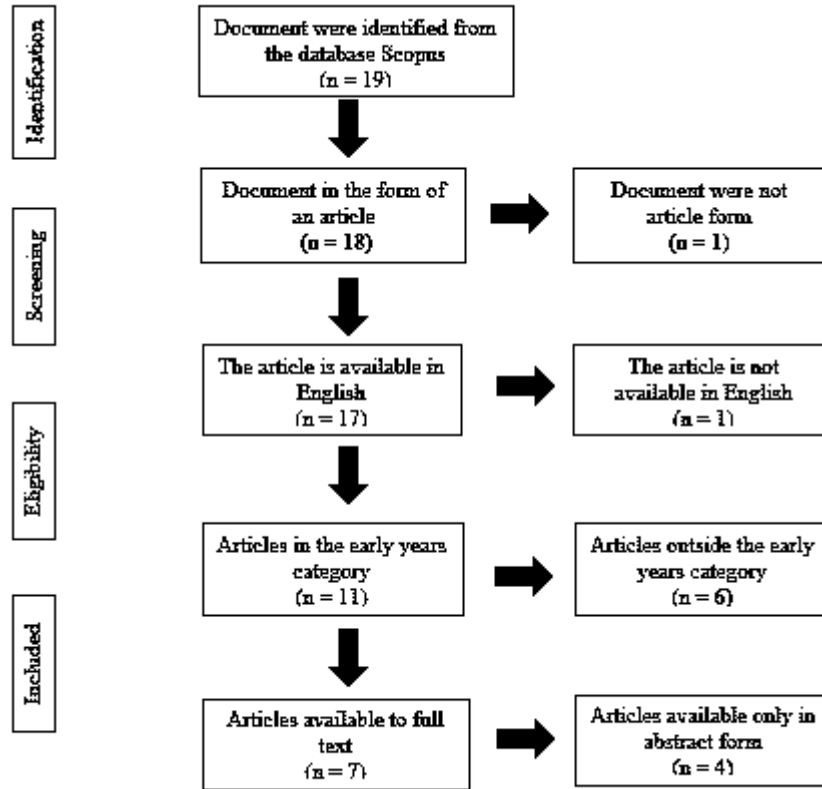 Identification
Document were identified from
the database Scopus
(n = 19)
Screening
Document in the form of
an article
(n = 18)
Document were not
article form
(n = 1)
The article is available in
English
(n = 17)
The article is not
available in English
(n = 1)
Eligibility
Articles in the early years
category
(n = 11)
Articles outside the early
years category
(n = 6)
Included
Articles available to full
text
(n = 7)
Articles available only in
abstract form
(n = 4)